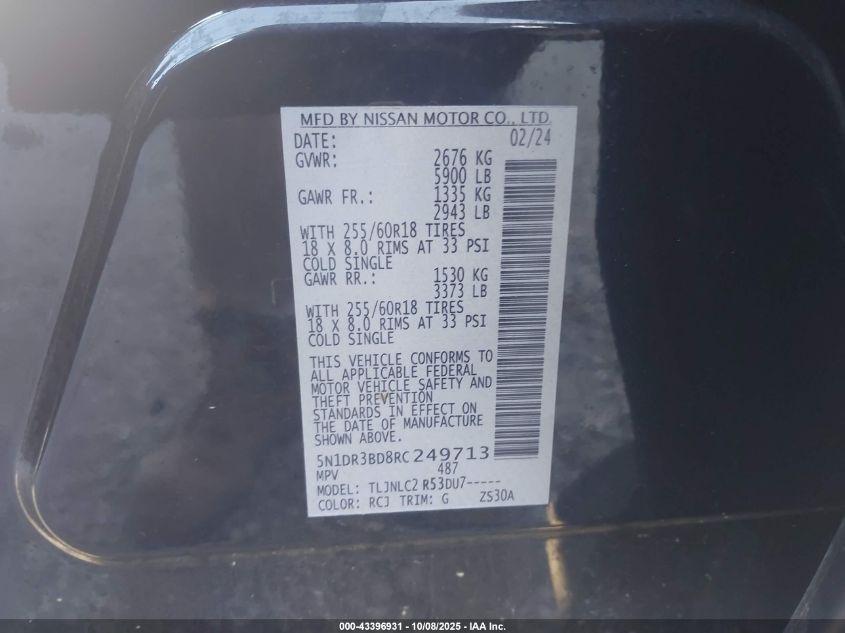 MFD BY NISSAN MOTOR CO., LTD.
DATE: 02/24
GVWR: 2676 KG
5900 LB
GAWR FR.: 1335 KG
2943 LB
WITH 255/60R18 TIRES
18 X 8.0 RIMS AT 33 PSI
COLD SINGLE
GAWR RR.: 1530 KG
3373 LB
WITH 255/60R18 TIRES
18 X 8.0 RIMS AT 33 PSI
COLD SINGLE
THIS VEHICLE CONFORMS TO
ALL APPLICABLE FEDERAL
MOTOR VEHICLE SAFETY AND
THEFT PREVENTION
STANDARDS IN EFFECT ON
THE DATE OF MANUFACTURE
SHOWN ABOVE.
5N1DR3BD8RC249713
MPV 487
MODEL: TLJNLC2 R53DU7-----
COLOR: RCJ TRIM: G ZS30A
000-43396931 - 10/08/2025 - IAA Inc.